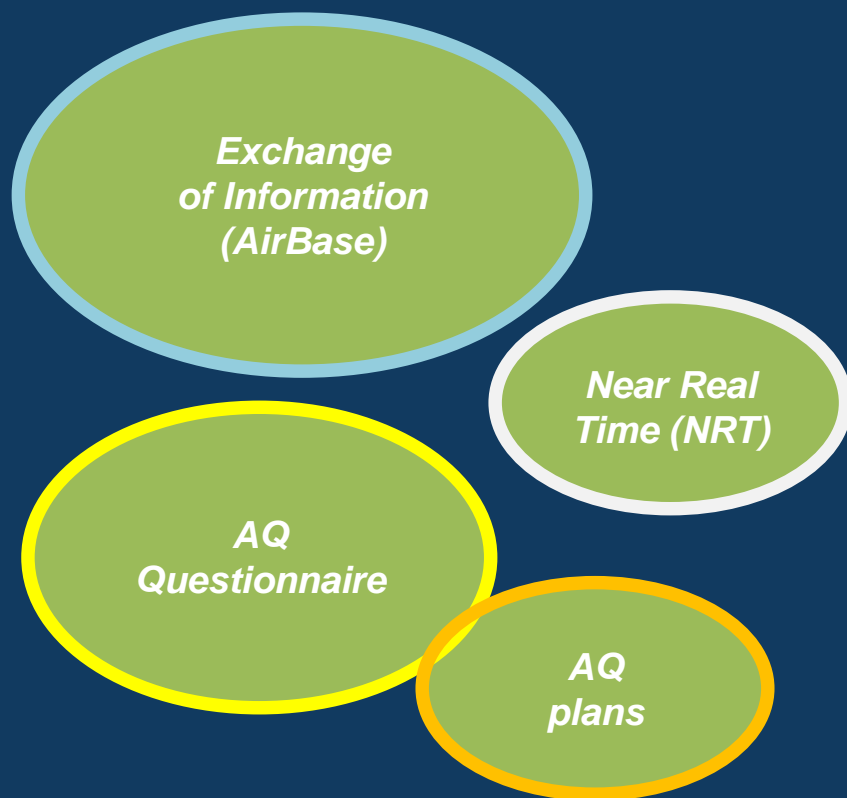 Exchange
of Information
(AirBase)
Near Real
Time (NRT)
AQ
Questionnaire
AQ
plans